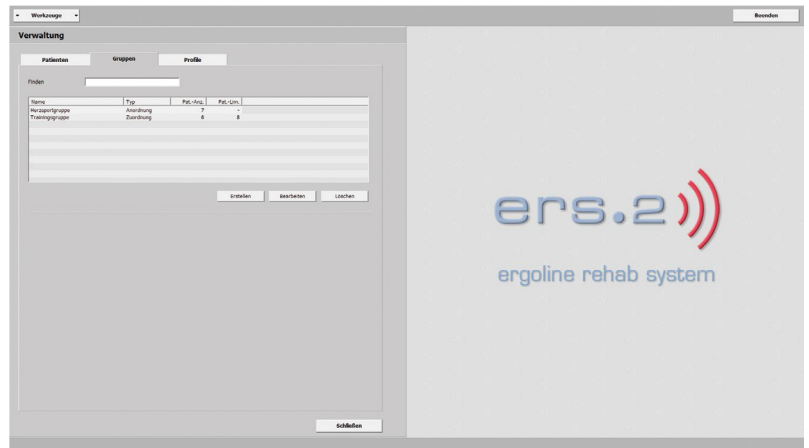 Werkzeuge
Beenden
Verwaltung
Patienten Gruppen Profile
Finden
Name Typ Pat.-Anz. Pat.-Lim.
Herzsportgruppe Anordnung 7 -
Trainingsgruppe Zuordnung 6 8
Erstellen Bearbeiten Löschen
ers.2
ergoline rehab system
Schließen